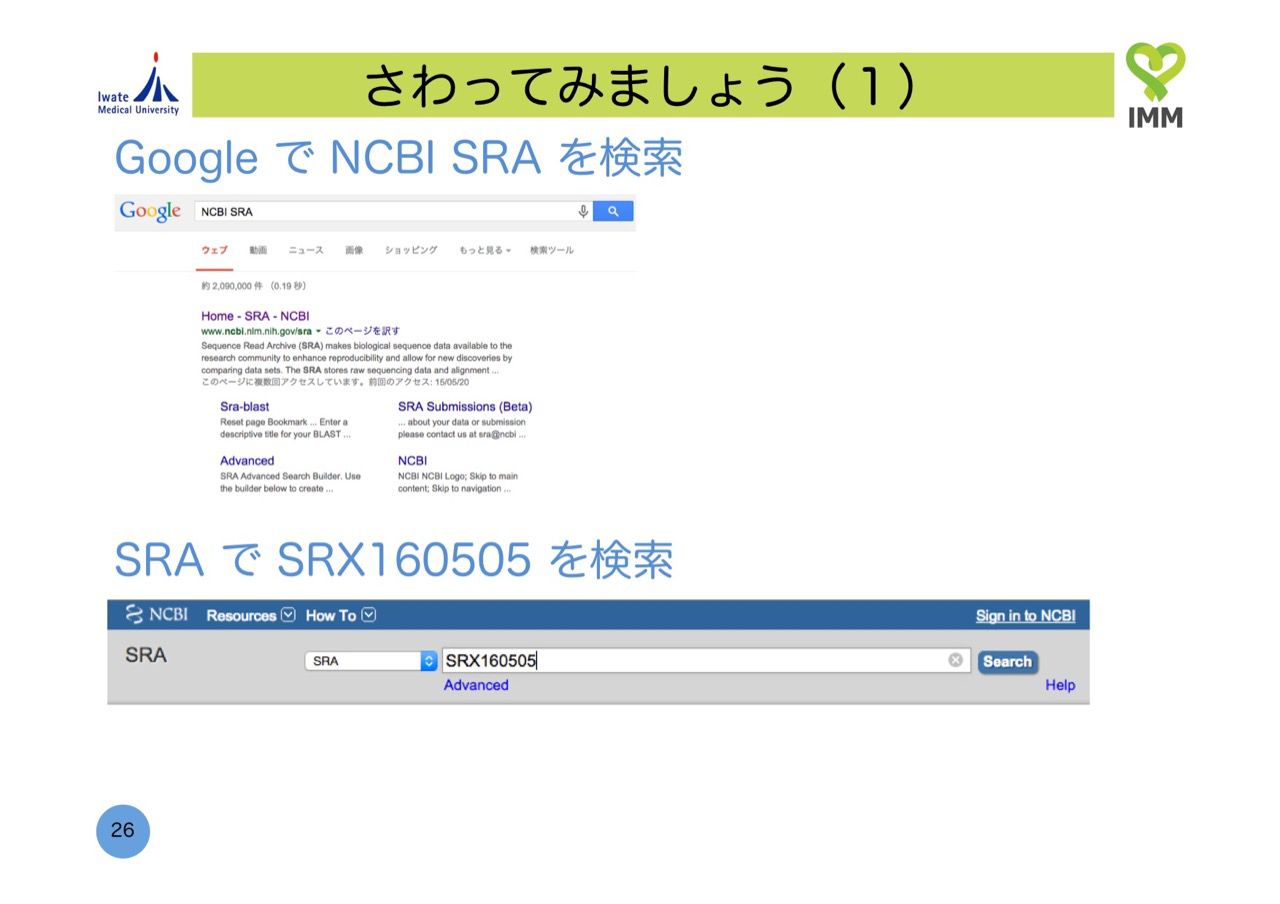 Iwate
Medical University
さわってみましょう（1）
IMM
Google で NCBI SRA を検索
Google NCBI SRA
ウェブ 動画 ニュース 画像 ショッピング もっと見る 検索ツール
約 2,090,000 件 （0.19 秒）
Home - SRA - NCBI
www.ncbi.nlm.nih.gov/sra このページを訳す
Sequence Read Archive (SRA) makes biological sequence data available to the
research community to enhance reproducibility and allow for new discoveries by
comparing data sets. The SRA stores raw sequencing data and alignment ...
このページに複数回アクセスしています。前回のアクセス: 15/05/20
Sra-blast
Reset page Bookmark ... Enter a
descriptive title for your BLAST ...
SRA Submissions (Beta)
... about your data or submission
please contact us at sra@ncbi ...
Advanced
SRA Advanced Search Builder. Use
the builder below to create ...
NCBI
NCBI NCBI Logo; Skip to main
content; Skip to navigation ...
SRA で SRX160505 を検索
NCBI Resources How To Sign in to NCBI
SRA SRA SRX160505 Search
Advanced Help
26